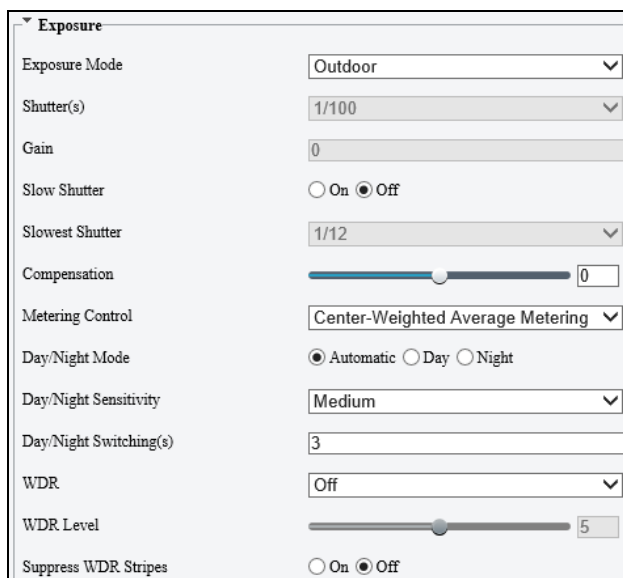 Exposure
Exposure Mode Outdoor
Shutter(s) 1/100
Gain 0
Slow Shutter On Off
Slowest Shutter 1/12
Compensation 0
Metering Control Center-Weighted Average Metering
Day/Night Mode Automatic Day Night
Day/Night Sensitivity Medium
Day/Night Switching(s) 3
WDR Off
WDR Level 5
Suppress WDR Stripes On Off